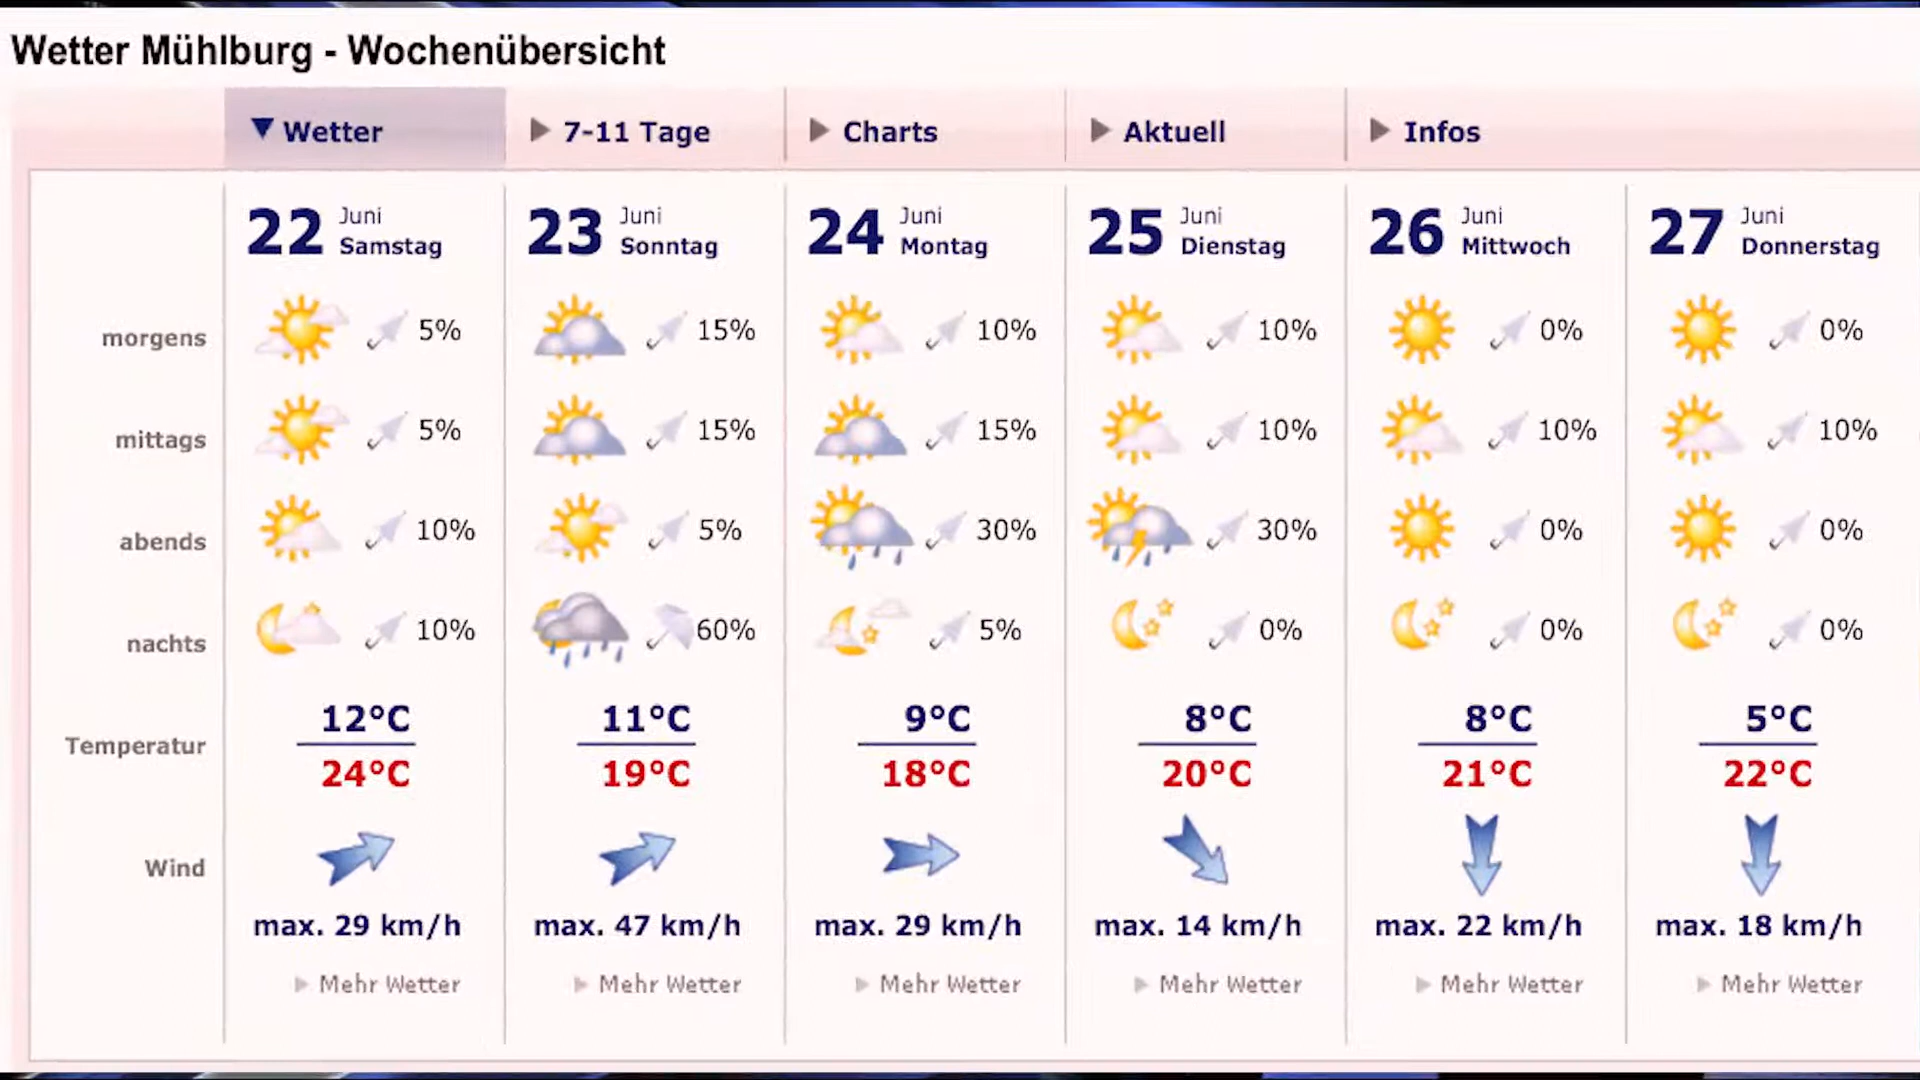 Wetter Mühlburg - Wochenübersicht
Wetter 7-11 Tage Charts Aktuell Infos
22 Juni Samstag 23 Juni Sonntag 24 Juni Montag 25 Juni Dienstag 26 Juni Mittwoch 27 Juni Donnerstag
morgens 5% 15% 10% 10% 0% 0%
mittags 5% 15% 15% 10% 10% 10%
abends 10% 5% 30% 30% 0% 0%
nachts 10% 60% 5% 0% 0% 0%
12°C 11°C 9°C 8°C 8°C 5°C
Temperatur
24°C 19°C 18°C 20°C 21°C 22°C
Wind
max. 29 km/h max. 47 km/h max. 29 km/h max. 14 km/h max. 22 km/h max. 18 km/h
Mehr Wetter Mehr Wetter Mehr Wetter Mehr Wetter Mehr Wetter Mehr Wetter